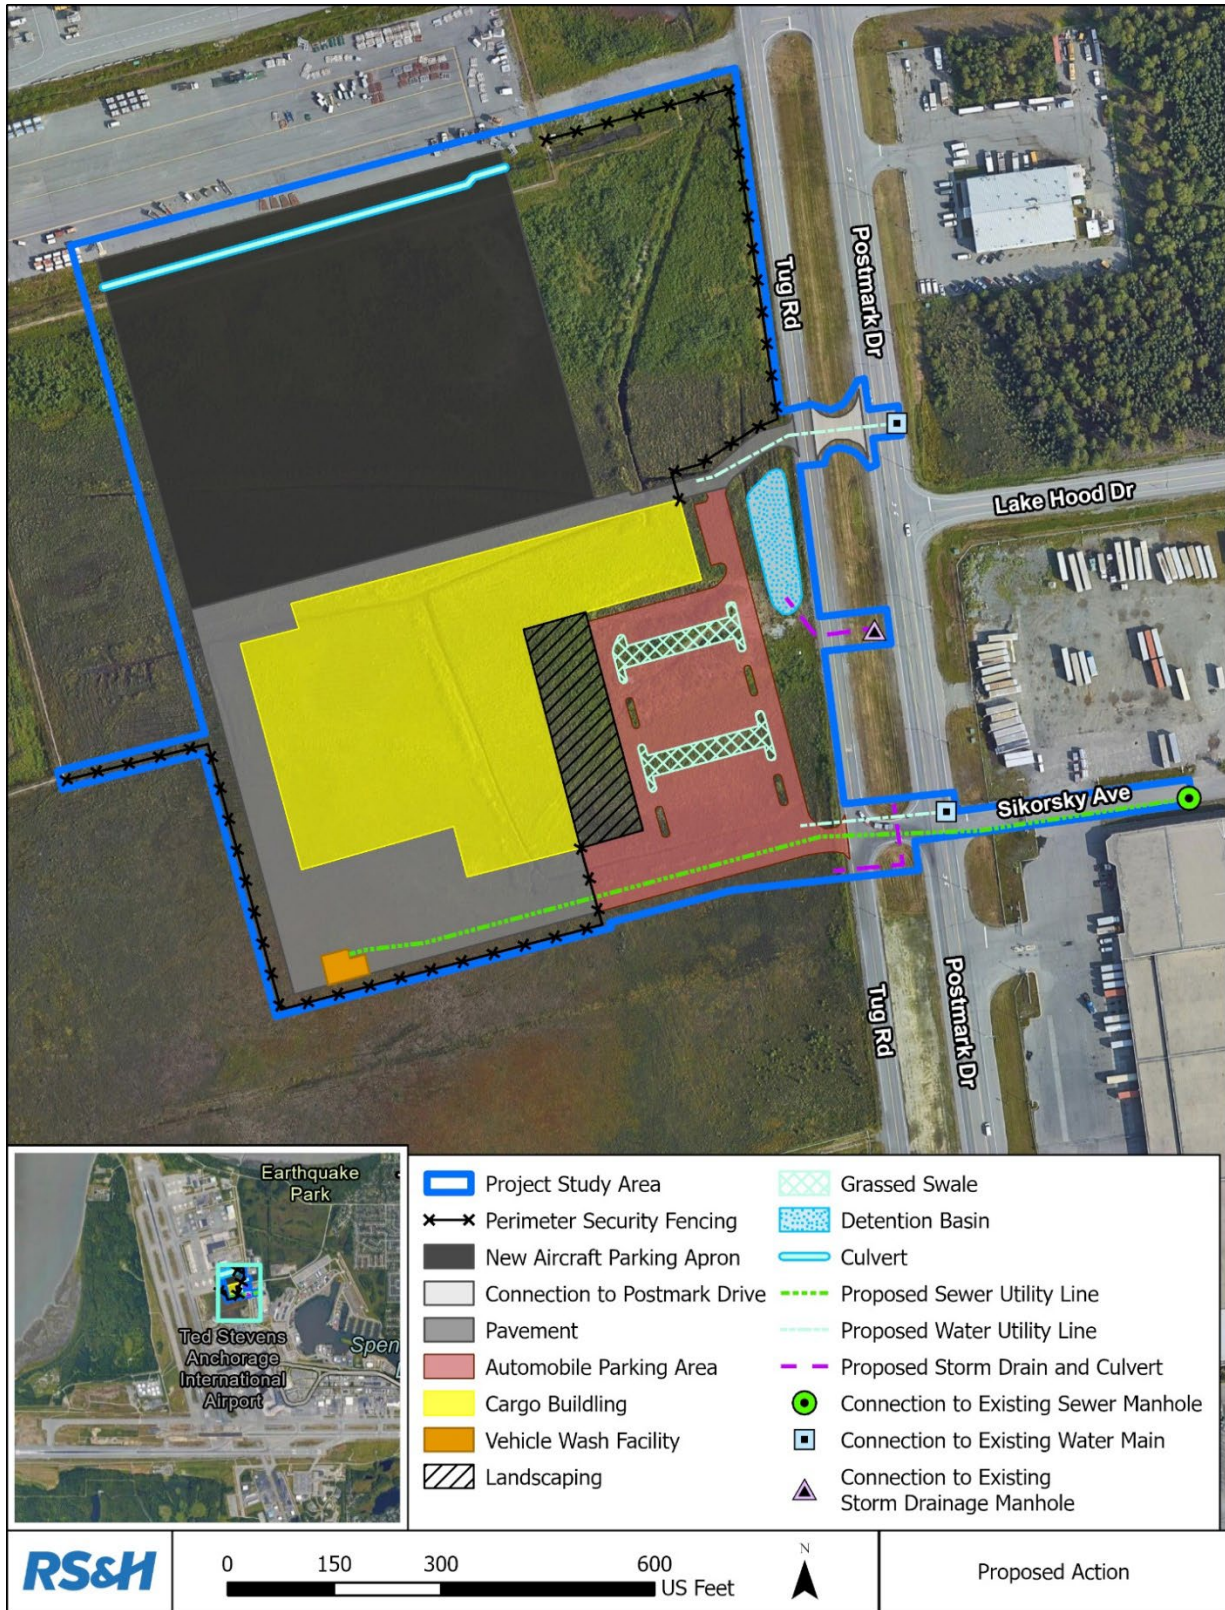 Tug Rd
Postmark Dr
Lake Hood Dr
Sikorsky Ave
Tug Rd
Postmark Dr
Earthquake
Park
Ted Stevens
Anchorage
International
Airport
Spen
Project Study Area
Perimeter Security Fencing
New Aircraft Parking Apron
Connection to Postmark Drive
Pavement
Automobile Parking Area
Cargo Buildling
Vehicle Wash Facility
Landscaping
Grassed Swale
Detention Basin
Culvert
Proposed Sewer Utility Line
Proposed Water Utility Line
Proposed Storm Drain and Culvert
Connection to Existing Sewer Manhole
Connection to Existing Water Main
Connection to Existing
Storm Drainage Manhole
RS&H
0 150 300 600
US Feet
N
Proposed Action